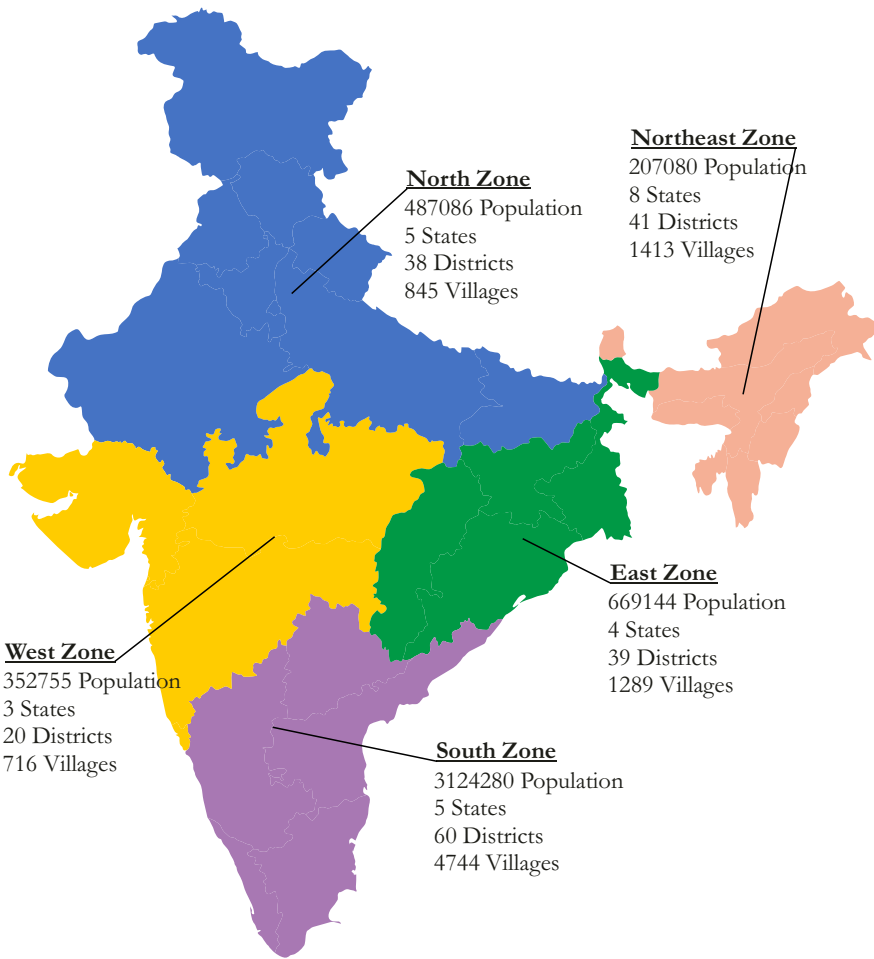 Northeast Zone
207080 Population
8 States
41 Districts
1413 Villages
North Zone
487086 Population
5 States
38 Districts
845 Villages
East Zone
669144 Population
4 States
39 Districts
1289 Villages
West Zone
352755 Population
3 States
20 Districts
716 Villages
South Zone
3124280 Population
5 States
60 Districts
4744 Villages